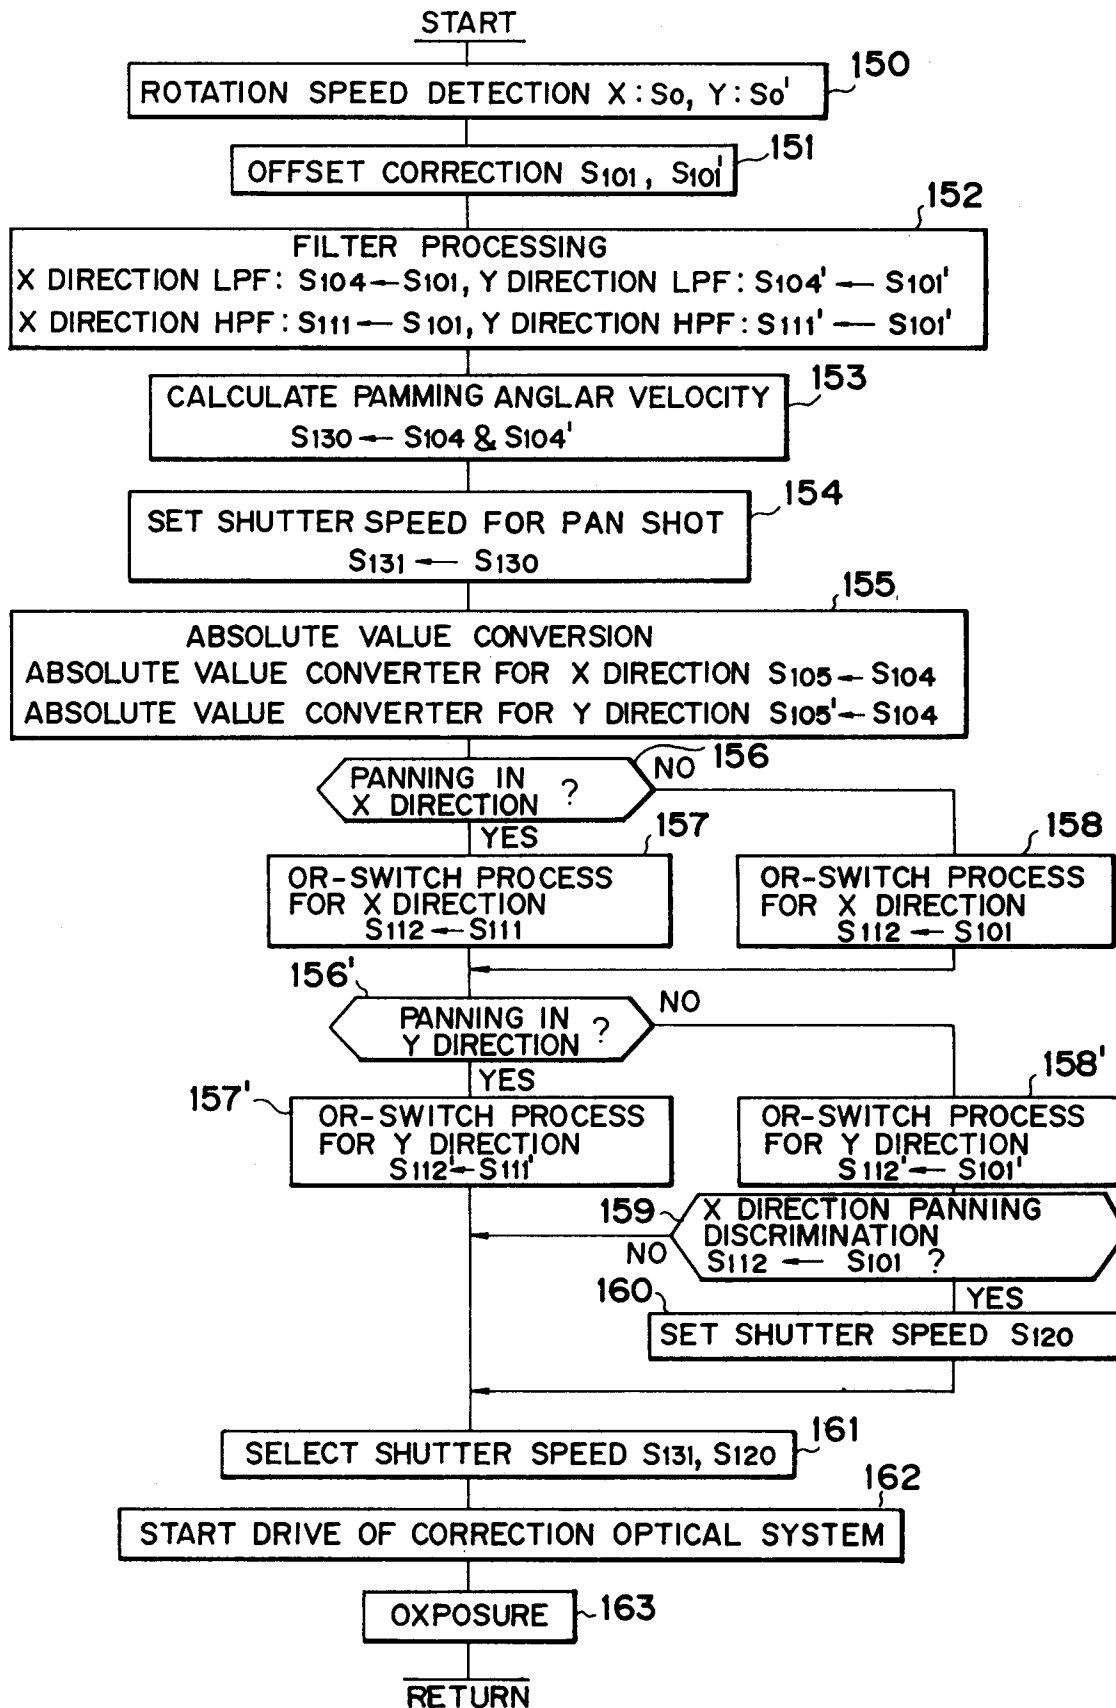 START
150
ROTATION SPEED DETECTION X : So, Y : So'
151
OFFSET CORRECTION S101, S101'
152
FILTER PROCESSING
X DIRECTION LPF: S104 ← S101, Y DIRECTION LPF: S104' ← S101'
X DIRECTION HPF: S111 ← S101, Y DIRECTION HPF: S111' ← S101'
153
CALCULATE PAMMING ANGLAR VELOCITY
S130 ← S104 & S104'
154
SET SHUTTER SPEED FOR PAN SHOT
S131 ← S130
155
ABSOLUTE VALUE CONVERSION
ABSOLUTE VALUE CONVERTER FOR X DIRECTION S105 ← S104
ABSOLUTE VALUE CONVERTER FOR Y DIRECTION S105' ← S104
156
PANNING IN
X DIRECTION ?
NO
YES
157
OR-SWITCH PROCESS
FOR X DIRECTION
S112 ← S111
158
OR-SWITCH PROCESS
FOR X DIRECTION
S112 ← S101
156'
PANNING IN
Y DIRECTION ?
NO
YES
157'
OR-SWITCH PROCESS
FOR Y DIRECTION
S112' ← S111'
158'
OR-SWITCH PROCESS
FOR Y DIRECTION
S112' ← S101'
159
X DIRECTION PANNING
DISCRIMINATION
S112 ← S101 ?
NO
YES
160
SET SHUTTER SPEED S120
161
SELECT SHUTTER SPEED S131, S120
162
START DRIVE OF CORRECTION OPTICAL SYSTEM
OXPOSURE
163
RETURN